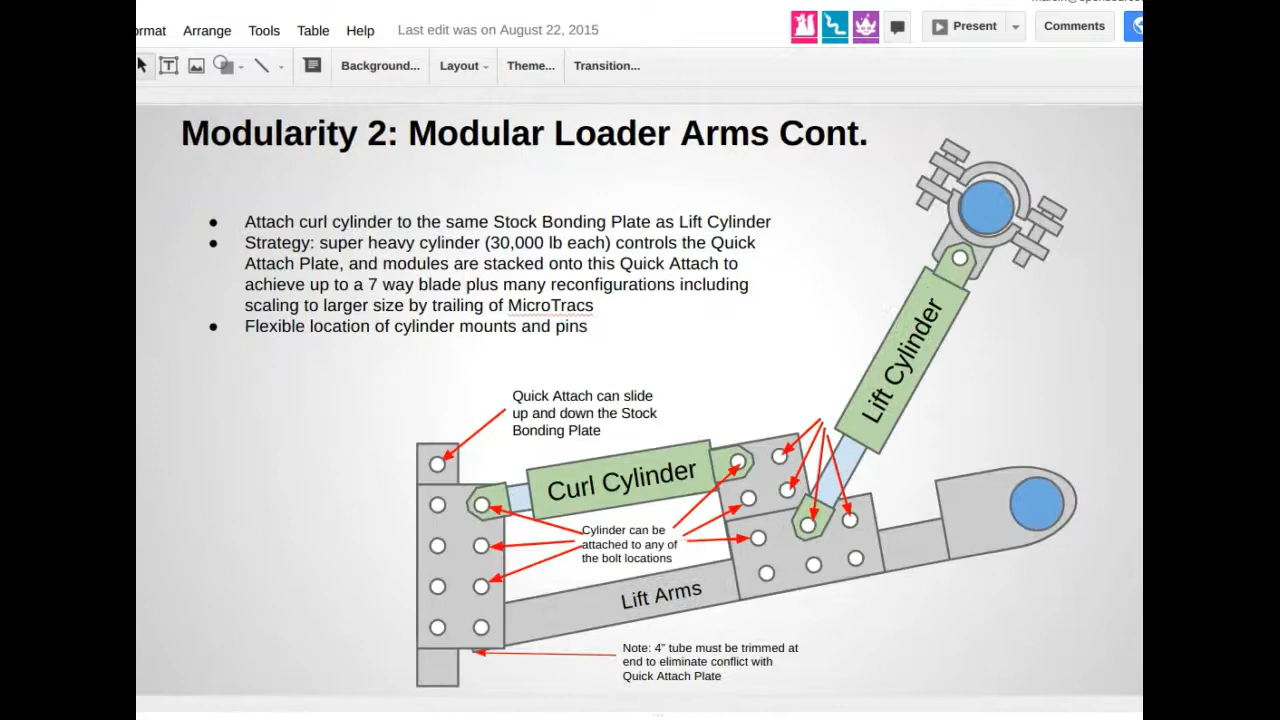 ormat Arrange Tools Table Help Last edit was on August 22, 2015 Present Comments
Background... Layout Theme... Transition...
Modularity 2: Modular Loader Arms Cont.
● Attach curl cylinder to the same Stock Bonding Plate as Lift Cylinder
● Strategy: super heavy cylinder (30,000 lb each) controls the Quick
Attach Plate, and modules are stacked onto this Quick Attach to
achieve up to a 7 way blade plus many reconfigurations including
scaling to larger size by trailing of MicroTracs
● Flexible location of cylinder mounts and pins
Lift Cylinder
Quick Attach can slide
up and down the Stock
Bonding Plate
Curl Cylinder
Cylinder can be
attached to any of
the bolt locations
Lift Arms
Note: 4” tube must be trimmed at
end to eliminate conflict with
Quick Attach Plate